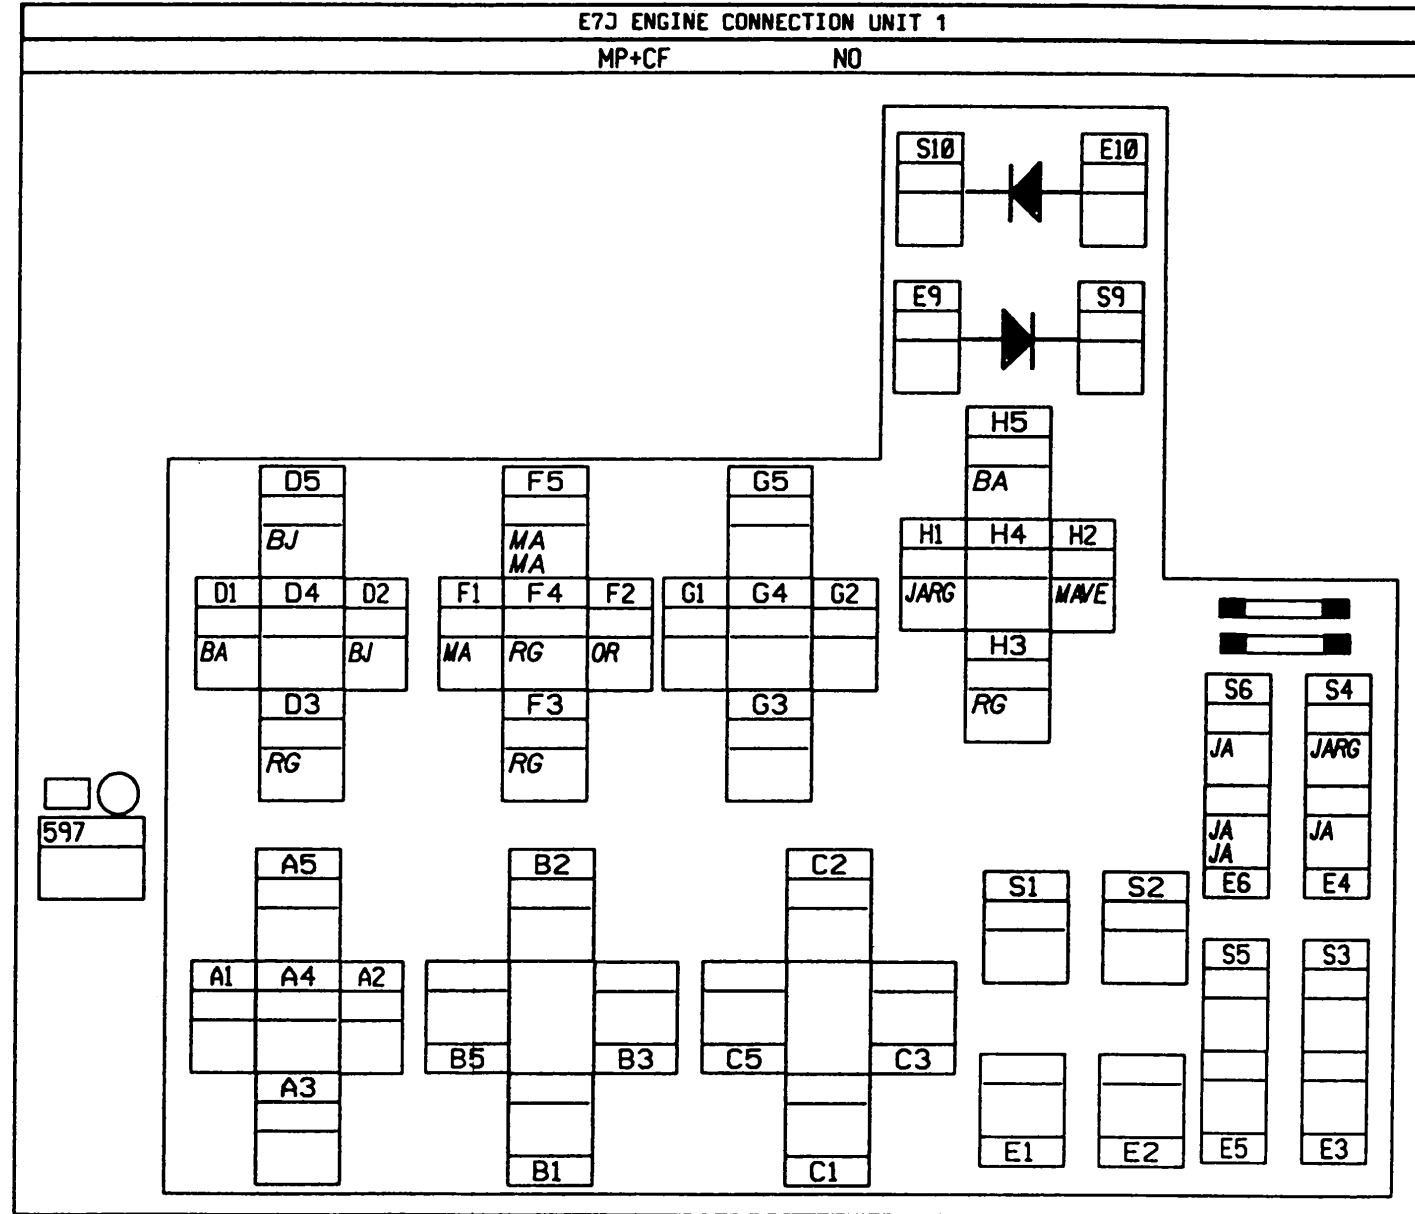 E7J ENGINE CONNECTION UNIT 1
MP+CF NO
S10 E10
E9 S9
H5
BA
H1 H4 H2
JARG MAVE
H3
RG
D5 F5 G5
BJ MA
MA
D1 D4 D2 F1 F4 F2 G1 G4 G2
BA BJ MA RG OR
D3 F3 G3
RG RG
S6 S4
JA JARG
JA JA
JA
E6 E4
597
A5 B2 C2
S1 S2
A1 A4 A2
S5 S3
B5 B3 C5 C3
A3
E1 E2 E5 E3
B1 C1